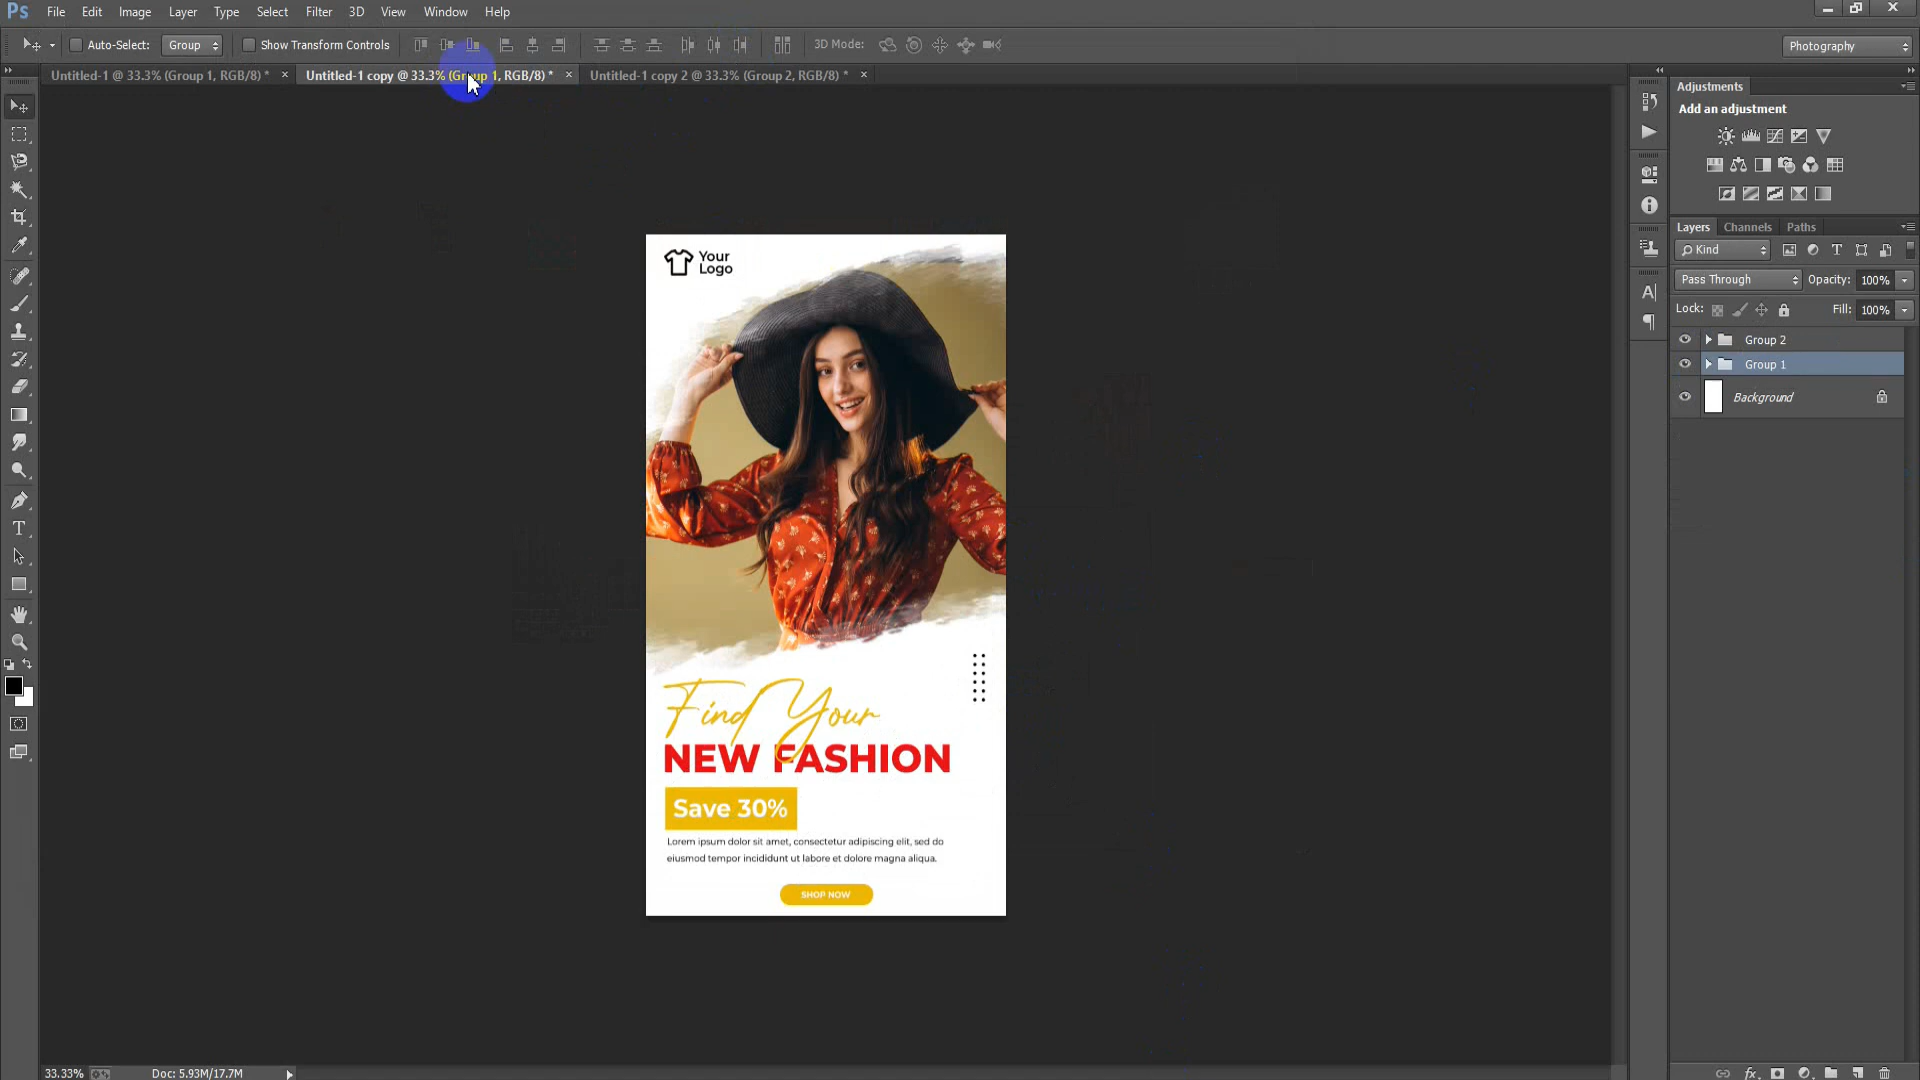 Ps File Edit Image Layer Type Select Filter 3D View Window Help
Auto-Select: Group Show Transform Controls 3D Mode: Photography
Untitled-1 @ 33.3% (Group 1, RGB/8) * × Untitled-1 copy @ 33.3% (Group 1, RGB/8) * × Untitled-1 copy 2 @ 33.3% (Group 2, RGB/8) * ×
Adjustments
Add an adjustment
Layers Channels Paths
Kind
Pass Through Opacity: 100%
Lock: Fill: 100%
Group 2
Group 1
Background
Your
Logo
Find Your
NEW FASHION
Save 30%
Lorem ipsum dolor sit amet, consectetur adipiscing elit, sed do
eiusmod tempor incididunt ut labore et dolore magna aliqua.
SHOP NOW
33.33% Doc: 5.93M/17.7M